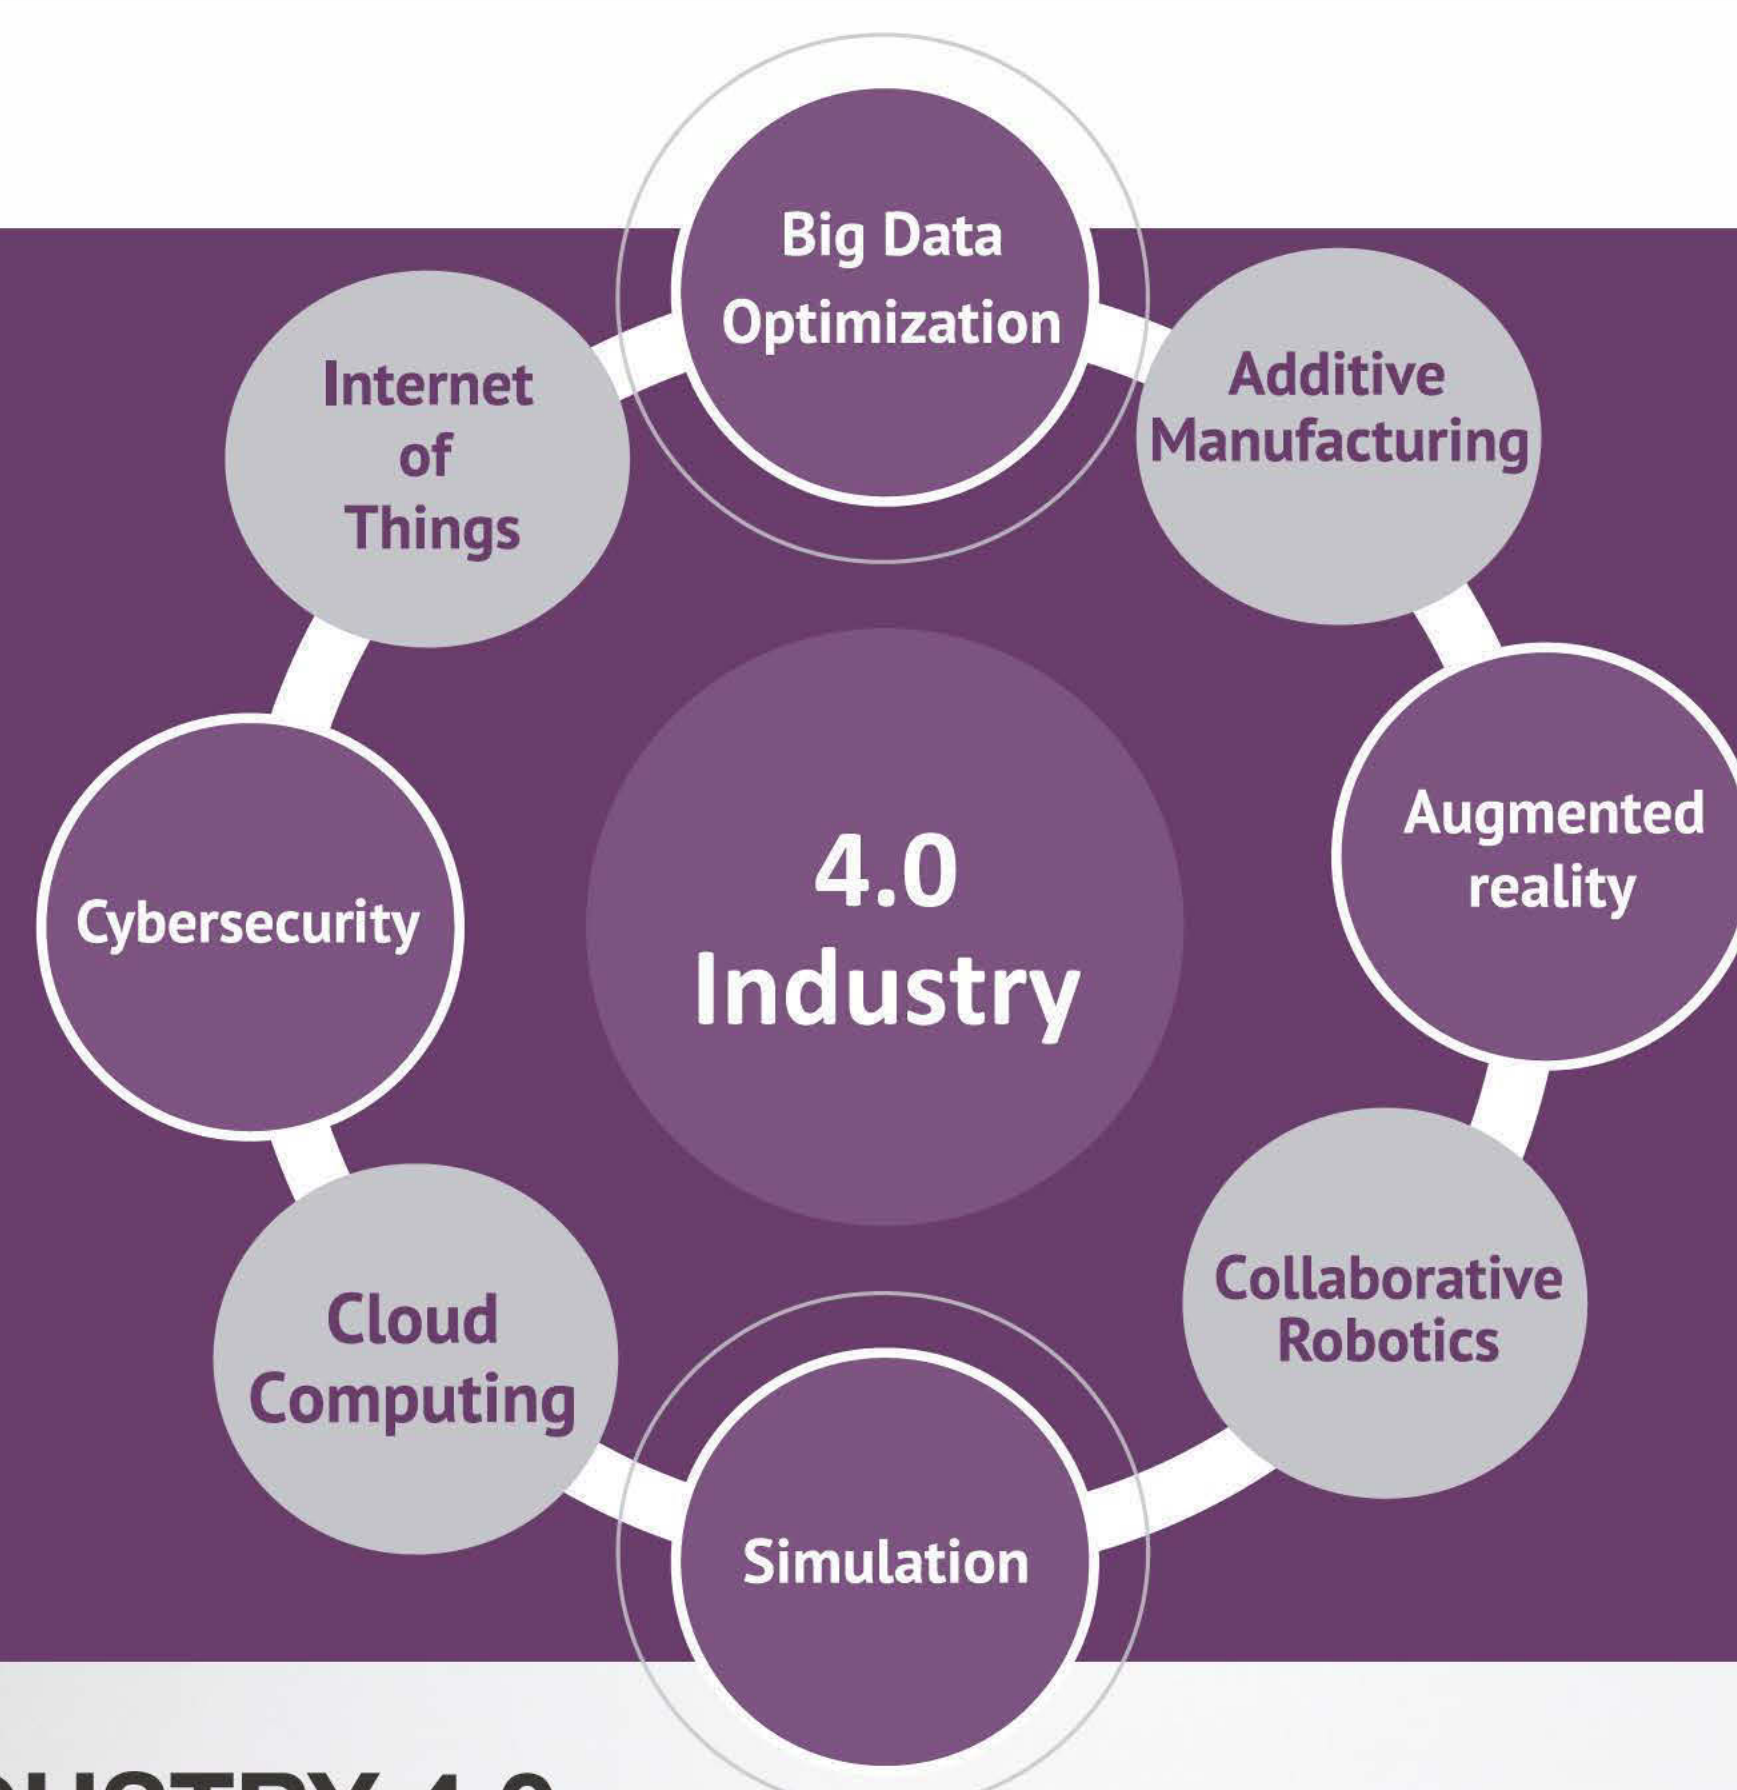 Big Data
Optimization
Internet
of
Things
Additive
Manufacturing
Augmented
reality
Cybersecurity
4.0
Industry
Collaborative
Robotics
Cloud
Computing
Simulation